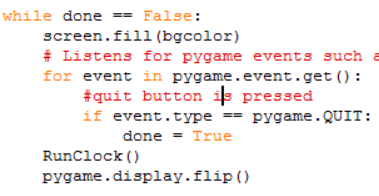 while done == False:
screen.fill(bgcolor)
# Listens for pygame events such a
for event in pygame.event.get():
#quit button is pressed
if event.type == pygame.QUIT:
done = True
RunClock()
pygame.display.flip()